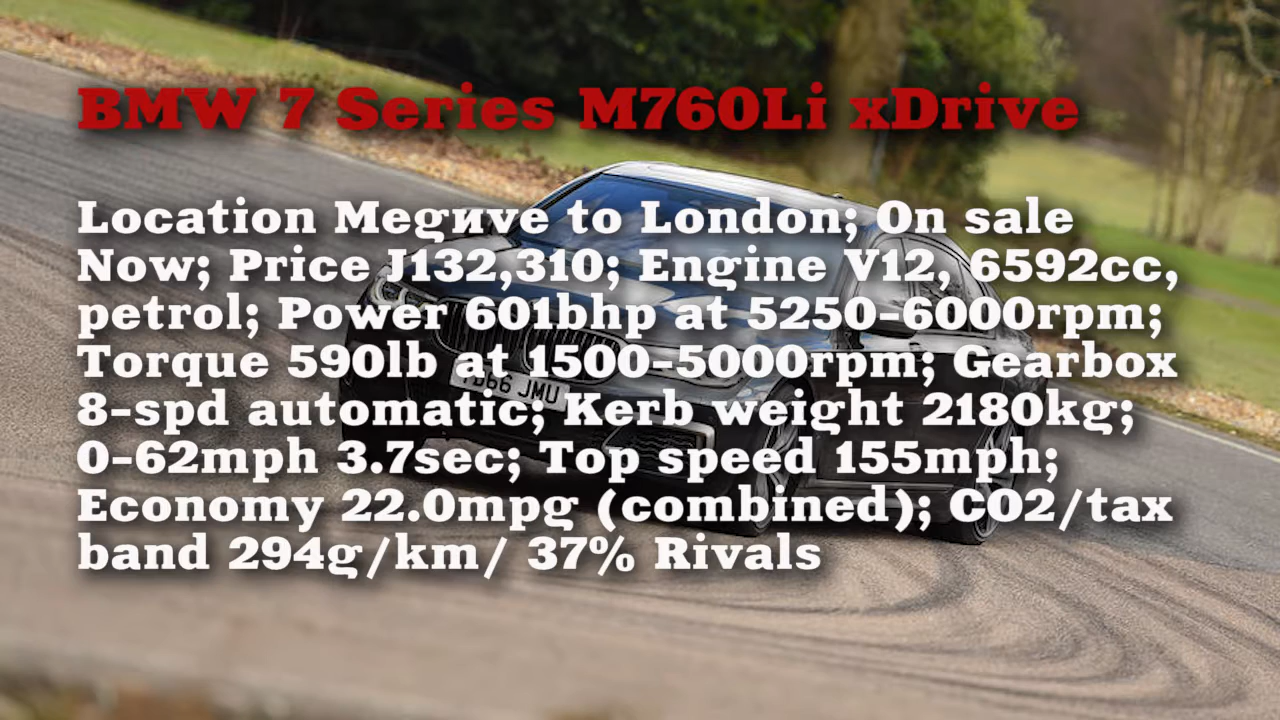 BMW 7 Series M760Li xDrive
Location Megиve to London; On sale
Now; Price J132,310; Engine V12, 6592cc,
petrol; Power 601bhp at 5250-6000rpm;
Torque 590lb at 1500-5000rpm; Gearbox
8-spd automatic; Kerb weight 2180kg;
0-62mph 3.7sec; Top speed 155mph;
Economy 22.0mpg (combined); CO2/tax
band 294g/km/ 37% Rivals
JMU